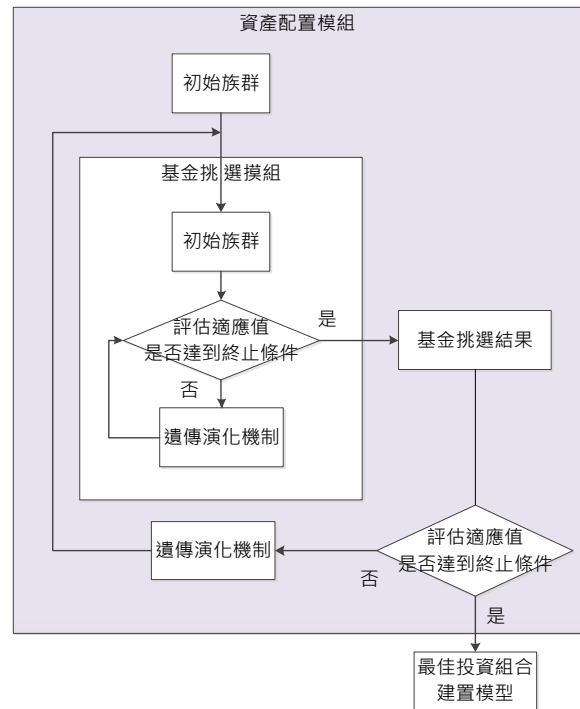 資產配置模組
初始族群
基金挑 選摸組
初始族群
評估適應值
是否達到終止條件
是
否
遺傳演化機制
基金挑選結果
評估適應值
是否達到終止條件
否
遺傳演化機制
是
最佳投資組合
建置模型